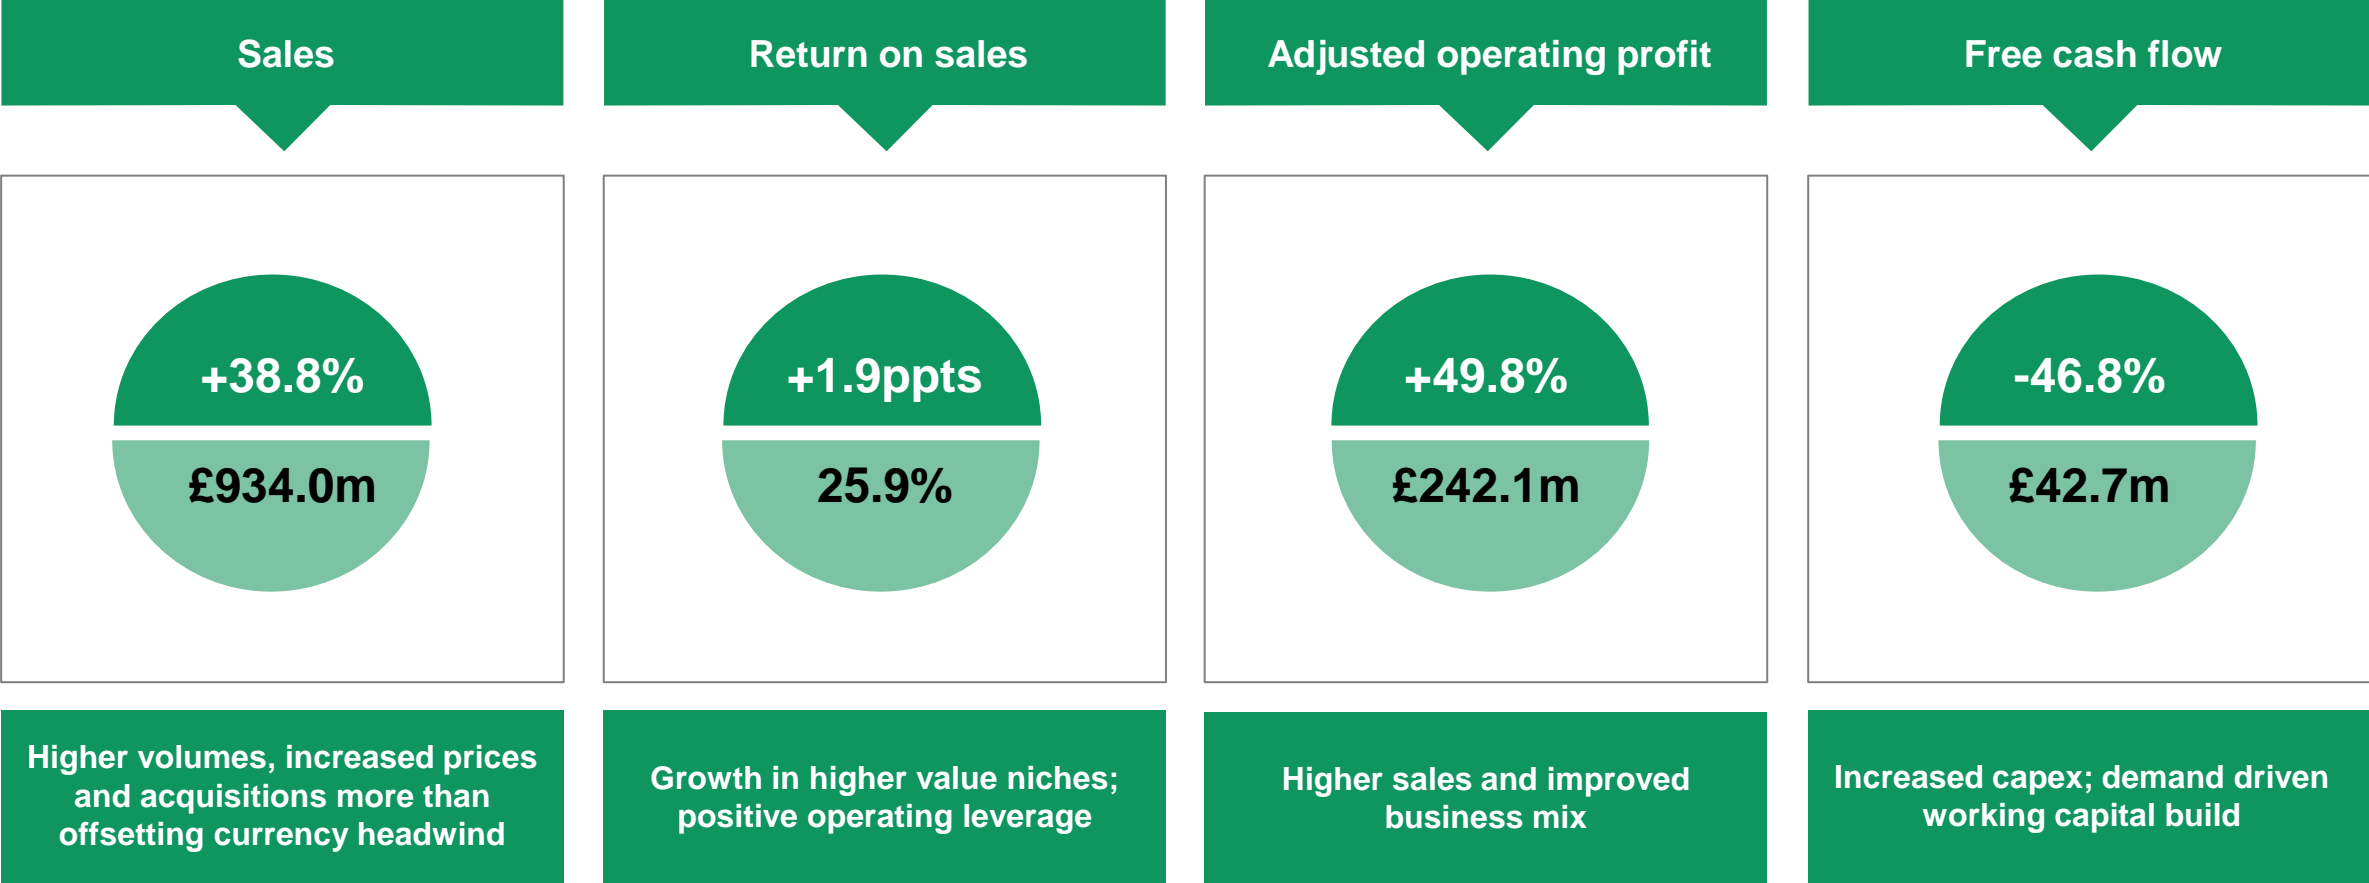 Sales
+38.8%
£934.0m
Higher volumes, increased prices
and acquisitions more than
offsetting currency headwind
Return on sales
+1.9ppts
25.9%
Growth in higher value niches;
positive operating leverage
Adjusted operating profit
+49.8%
£242.1m
Higher sales and improved
business mix
Free cash flow
-46.8%
£42.7m
Increased capex; demand driven
working capital build